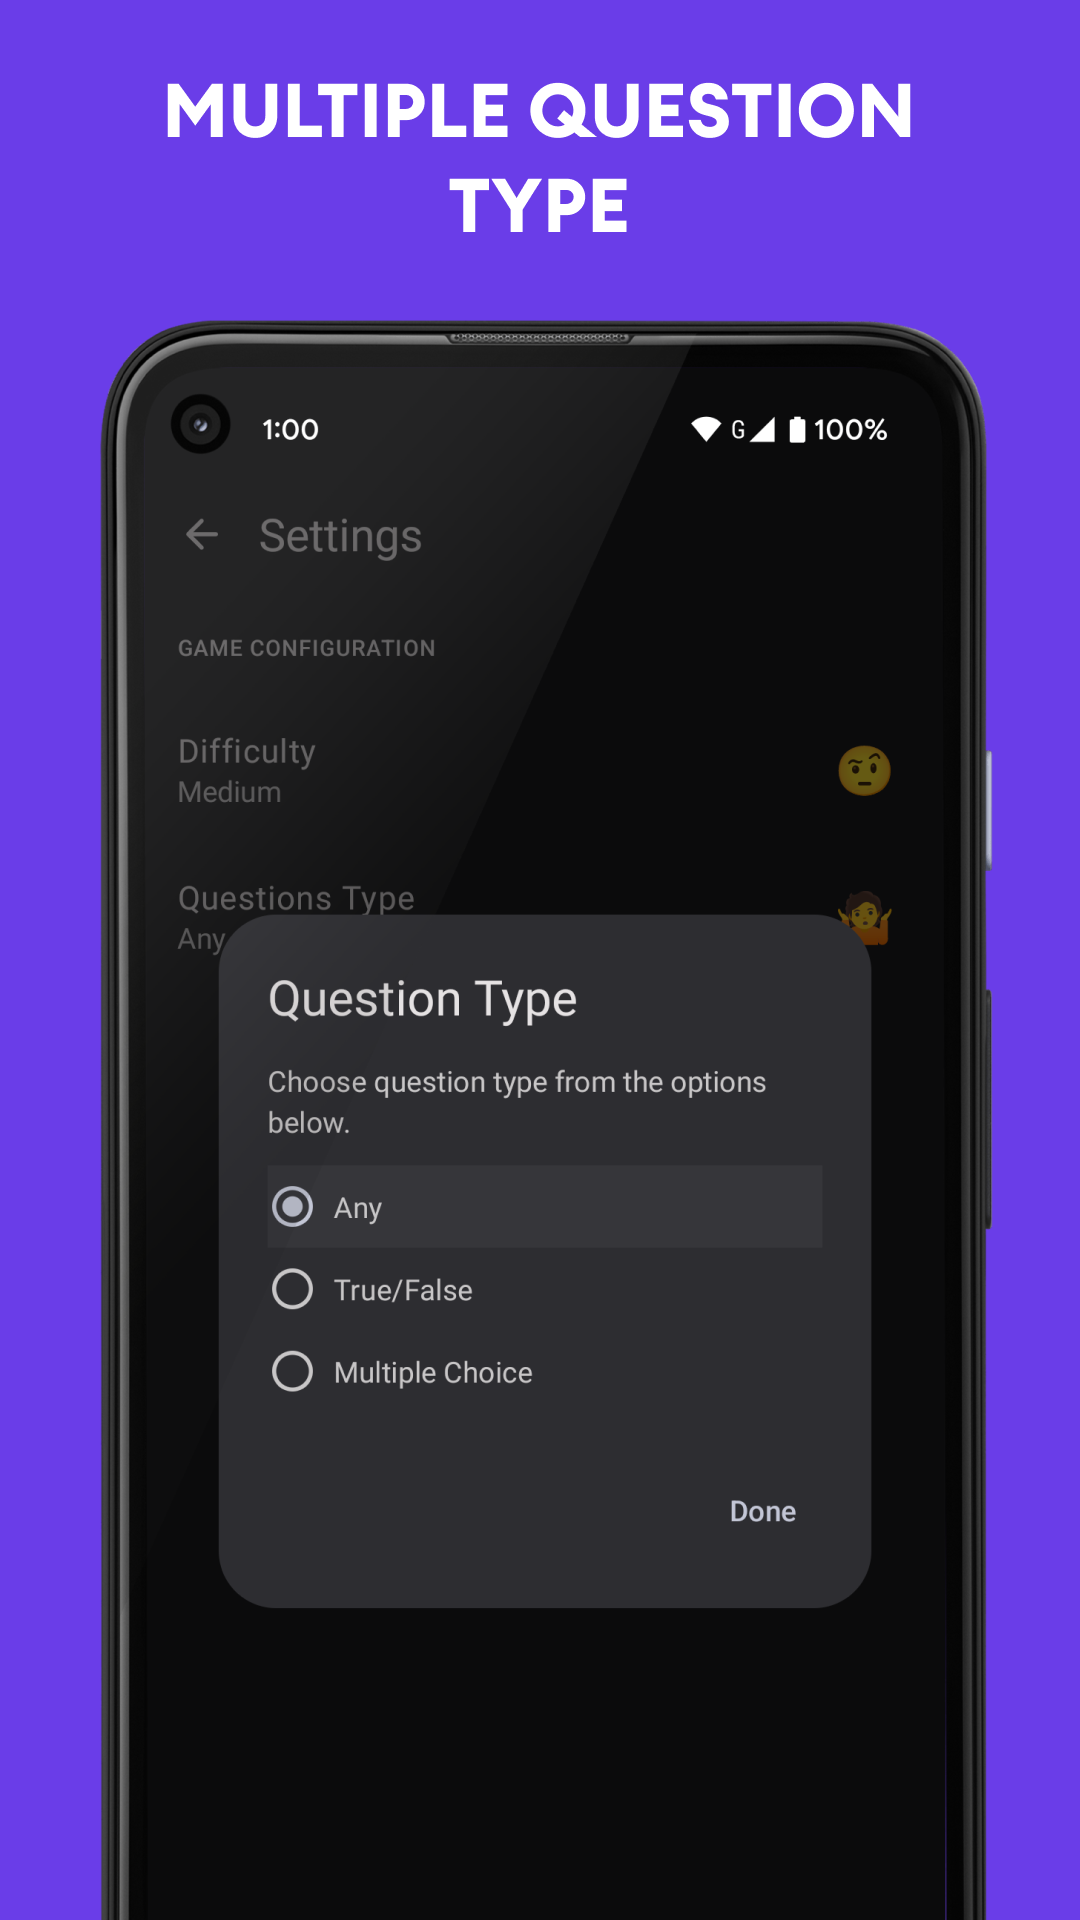 MULTIPLE QUESTION
TYPE
1:00
G
100%
Settings
GAME CONFIGURATION
Difficulty
Medium
Questions Type
Any
Question Type
Choose question type from the options
below.
Any
True/False
Multiple Choice
Done